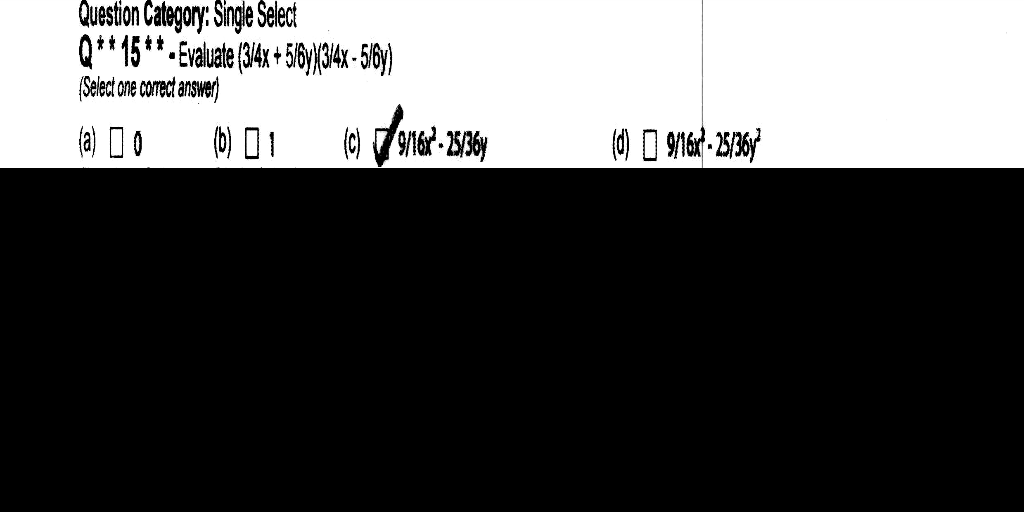 Question Category: Single Select
Q**15** - Evaluate (3/4x + 5/6y)(3/4x - 5/6y)
(Select one correct answer)
(a) ☐ 0 (b) ☐ 1 (c) ☑ 9/16x² - 25/36y (d) ☐ 9/16x² - 25/36y²